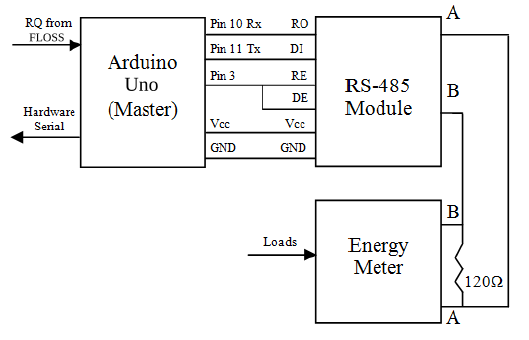 RQ from
FLOSS
Hardware
Serial
Arduino
Uno
(Master)
Pin 10 Rx
RO
Pin 11 Tx
DI
Pin 3
RE
DE
Vcc
Vcc
GND
GND
RS-485
Module
A
B
Loads
Energy
Meter
B
120Ω
A